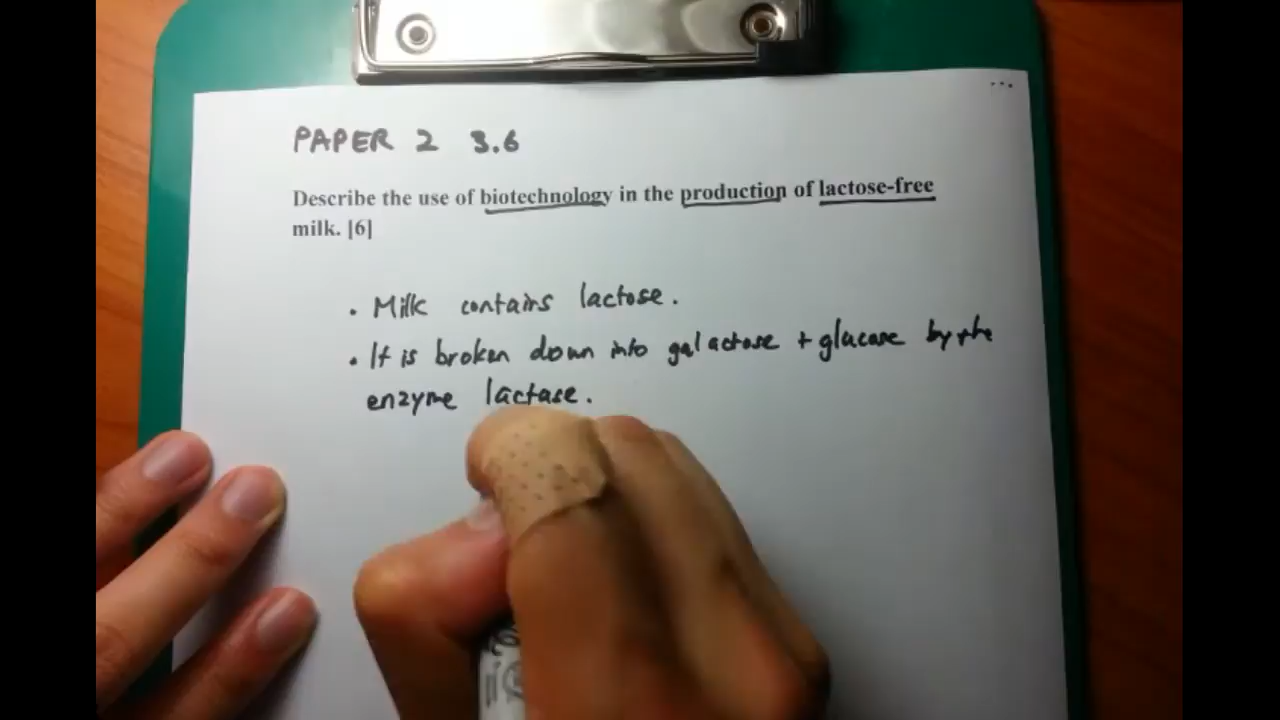 PAPER 2 3.6
Describe the use of biotechnology in the production of lactose-free
milk. [6]
• Milk contains lactose.
• It is broken down into galactose + glucose by the
enzyme lactase.